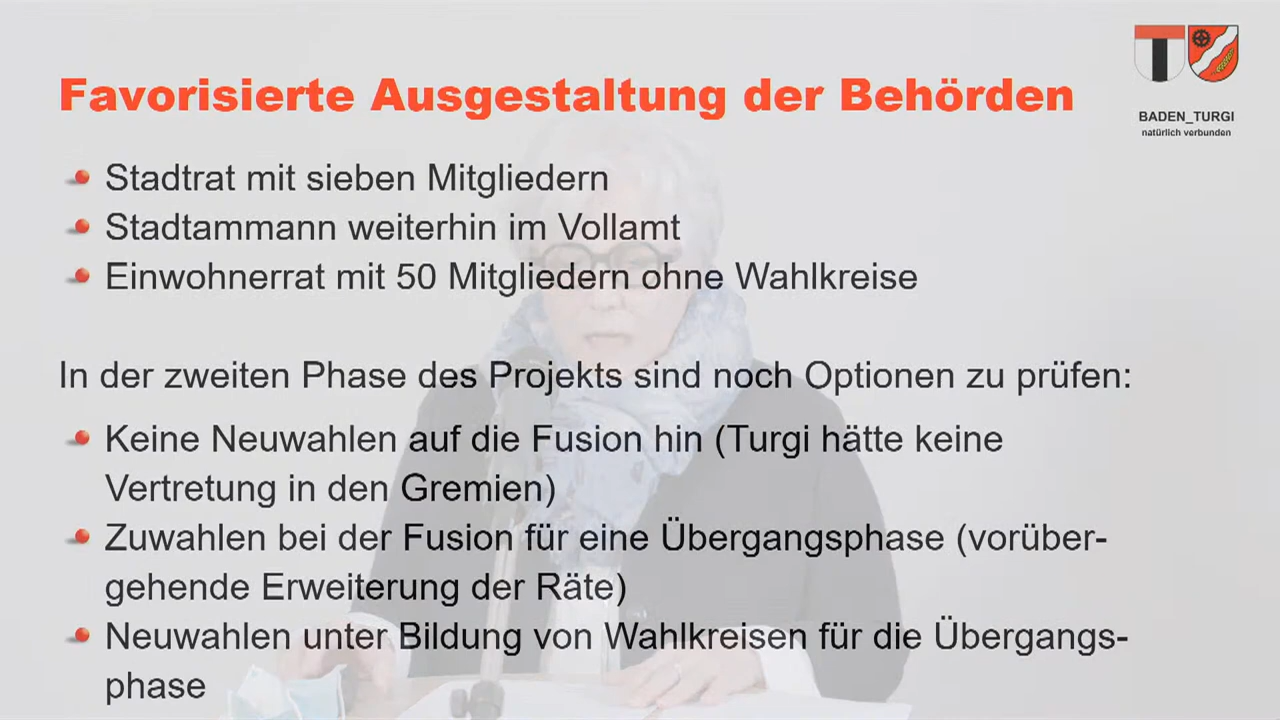 Favorisierte Ausgestaltung der Behörden
BADEN_TURGI
natürlich verbunden
Stadtrat mit sieben Mitgliedern
Stadtammann weiterhin im Vollamt
Einwohnerrat mit 50 Mitgliedern ohne Wahlkreise
In der zweiten Phase des Projekts sind noch Optionen zu prüfen:
Keine Neuwahlen auf die Fusion hin (Turgi hätte keine
Vertretung in den Gremien)
Zuwahlen bei der Fusion für eine Übergangsphase (vorüber-
gehende Erweiterung der Räte)
Neuwahlen unter Bildung von Wahlkreisen für die Übergangs-
phase